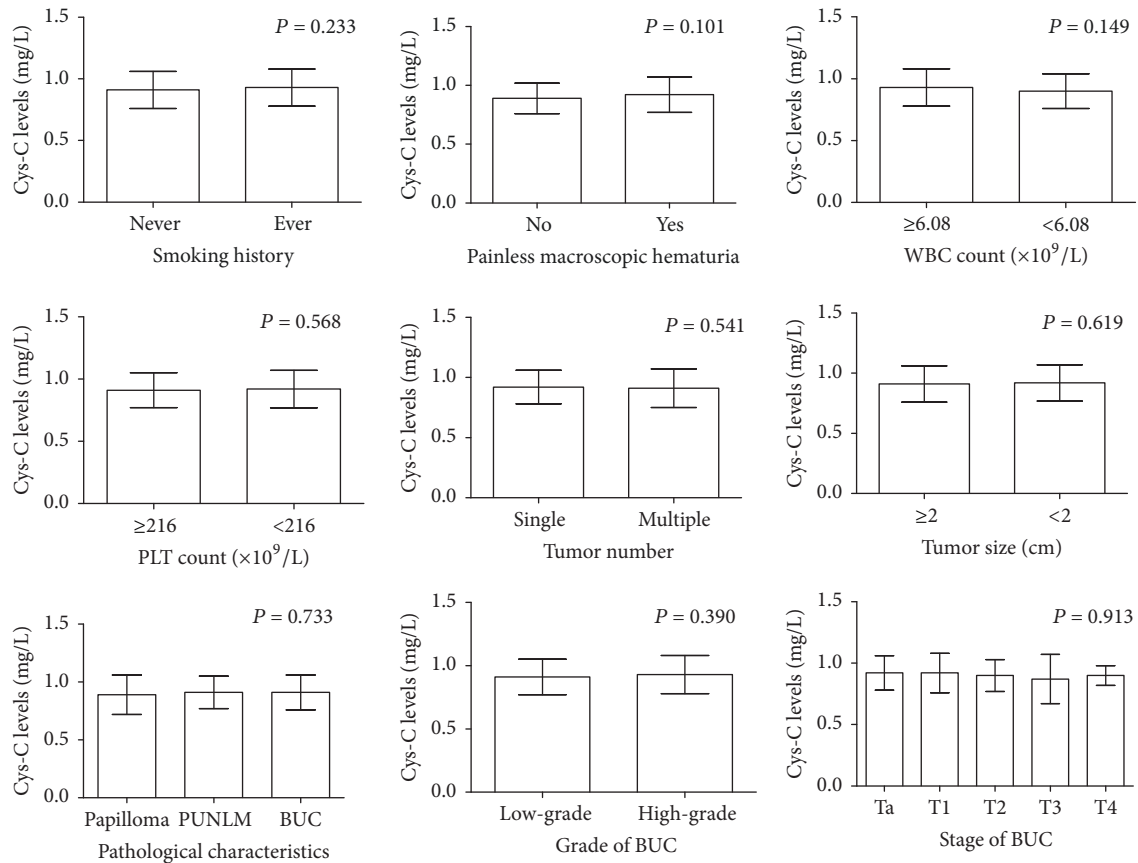 1.5
P = 0.233
1.0
0.5
0.0
Cys-C levels (mg/L)
Never Ever
Smoking history
1.5
P = 0.101
1.0
0.5
0.0
Cys-C levels (mg/L)
No Yes
Painless macroscopic hematuria
1.5
P = 0.149
1.0
0.5
0.0
Cys-C levels (mg/L)
≥6.08 <6.08
WBC count (×10⁹/L)
1.5
P = 0.568
1.0
0.5
0.0
Cys-C levels (mg/L)
≥216 <216
PLT count (×10⁹/L)
1.5
P = 0.541
1.0
0.5
0.0
Cys-C levels (mg/L)
Single Multiple
Tumor number
1.5
P = 0.619
1.0
0.5
0.0
Cys-C levels (mg/L)
≥2 <2
Tumor size (cm)
1.5
P = 0.733
1.0
0.5
0.0
Cys-C levels (mg/L)
Papilloma PUNLM BUC
Pathological characteristics
1.5
P = 0.390
1.0
0.5
0.0
Cys-C levels (mg/L)
Low-grade High-grade
Grade of BUC
1.5
P = 0.913
1.0
0.5
0.0
Cys-C levels (mg/L)
Ta T1 T2 T3 T4
Stage of BUC